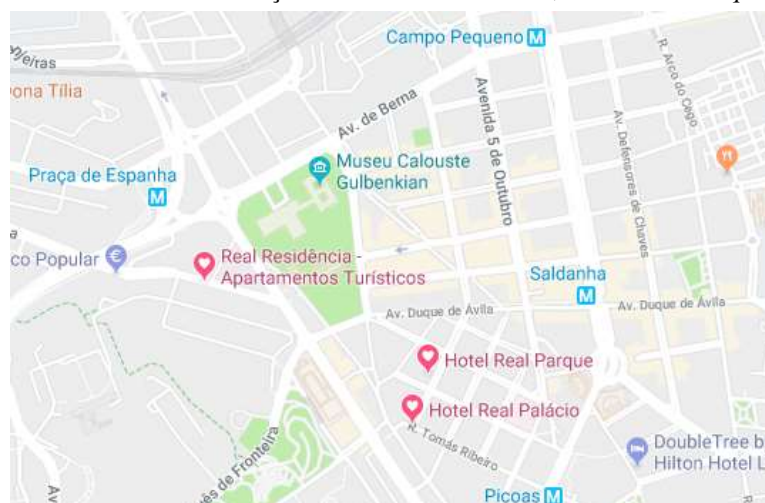 Campo Pequeno M
ona Tília
Av. de Berna
Avenida 5 de Outubro
R. Arco do Cego
Av. Defensores de Chaves
Museu Calouste
Gulbenkian
Praça de Espanha
M
co Popular
Real Residência -
Apartamentos Turísticos
Saldanha
M
Av. Duque de Ávila
Av. Duque de Ávila
Hotel Real Parque
Hotel Real Palácio
R. Tomás Ribeiro
DoubleTree b
Hilton Hotel L
és de Fronteira
Av
Picoas M